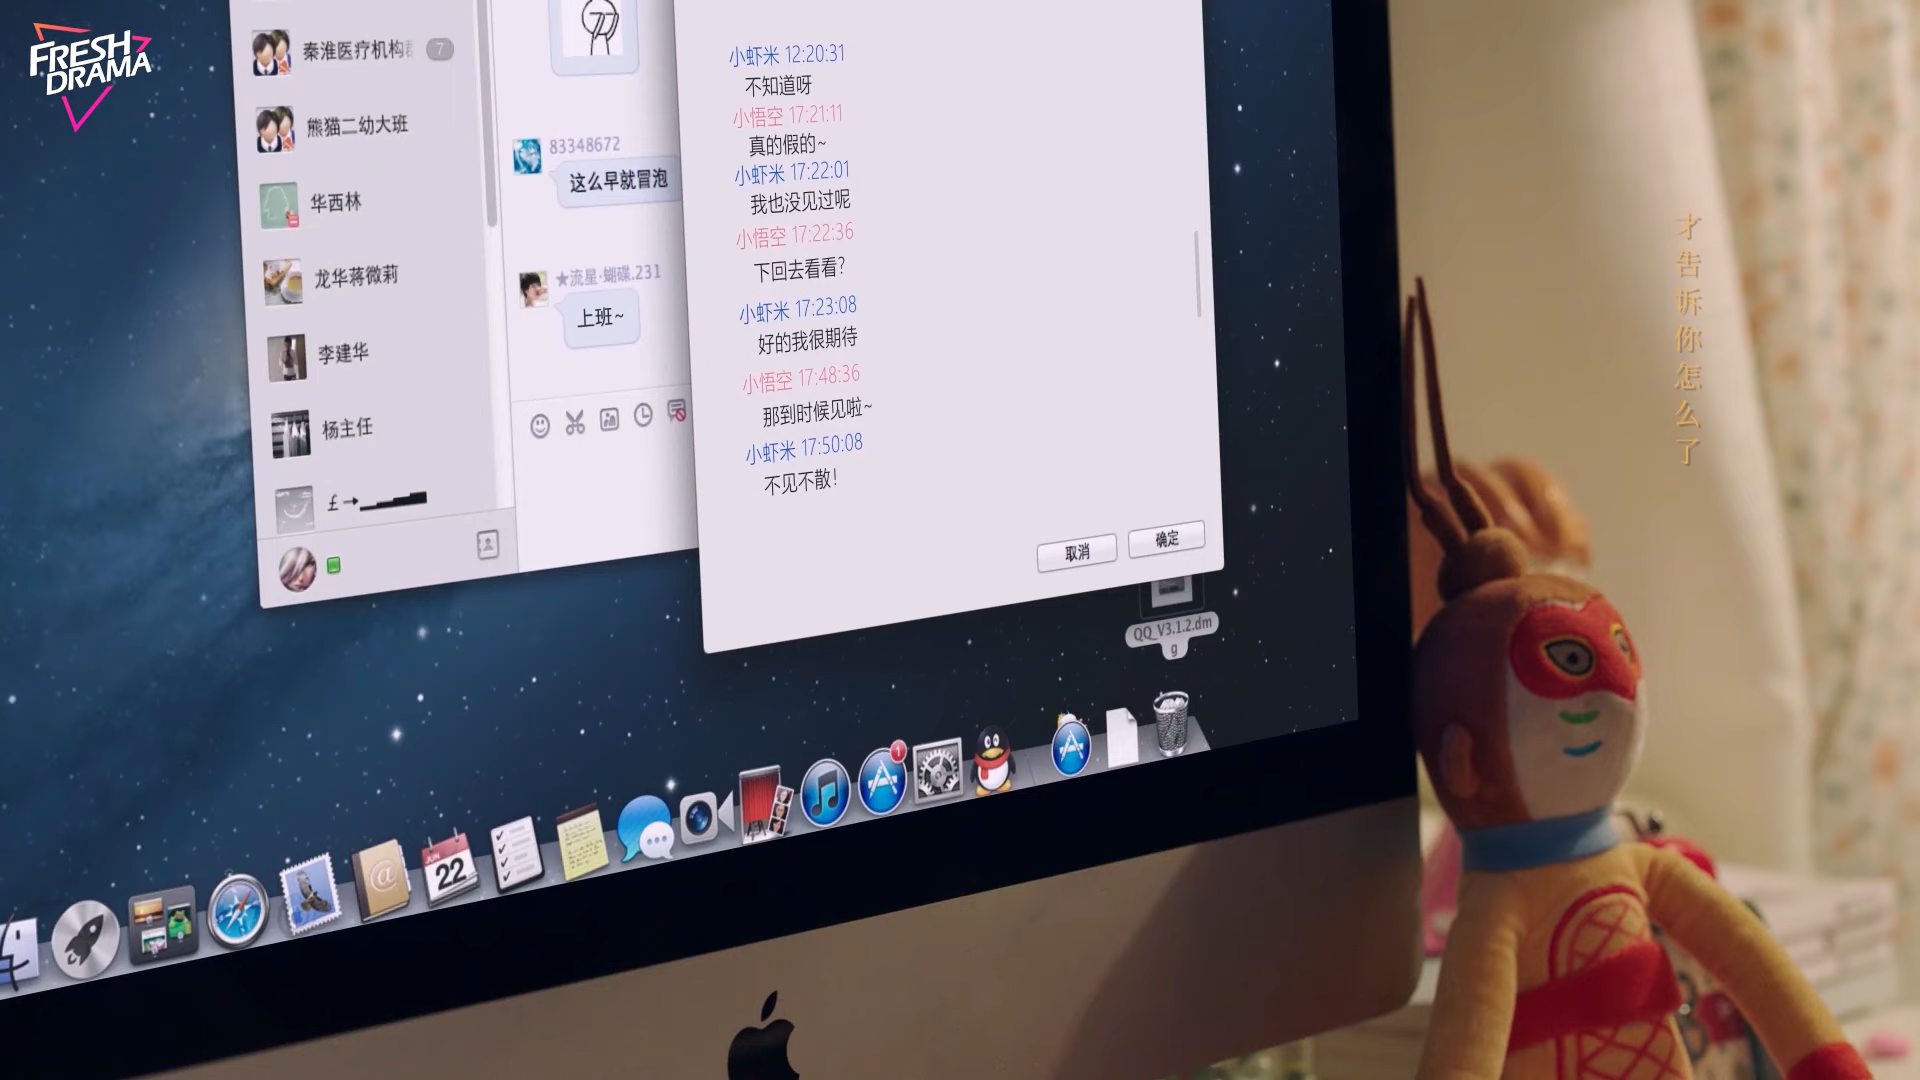 FRESH
DRAMA
秦淮医疗机构
7
熊猫二幼大班
华西林
龙华蒋微莉
李建华
杨主任
£→
83348672
这么早就冒泡
★流星·蝴蝶.231
上班~
小虾米 12:20:31
不知道呀
小悟空 17:21:11
真的假的~
小虾米 17:22:01
我也没见过呢
小悟空 17:22:36
下回去看看?
小虾米 17:23:08
好的我很期待
小悟空 17:48:36
那到时候见啦~
小虾米 17:50:08
不见不散!
取消
确定
QQ_V3.1.2.dm
g
JUN
22
1
才告诉你怎么了